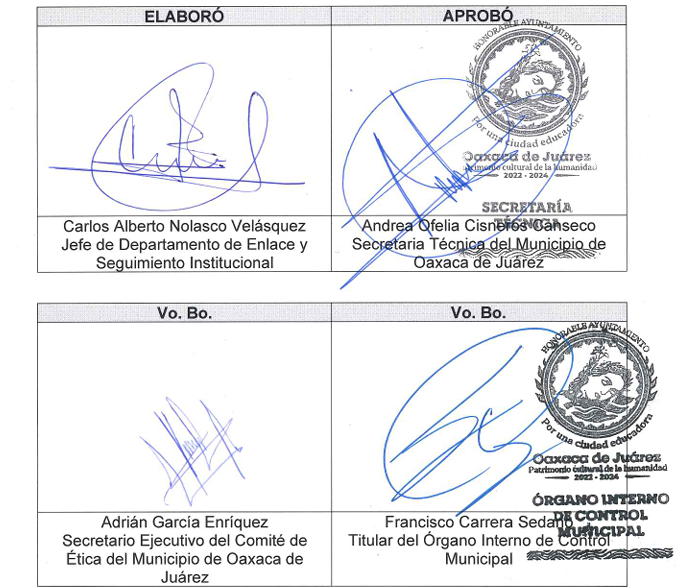 ELABORÓ
APROBÓ
HONORABLE AYUNTAMIENTO
Por una ciudad educadora
Oaxaca de Juárez
Patrimonio cultural de la humanidad
2022 - 2024
SECRETARÍA
TÉCNICA
Carlos Alberto Nolasco Velásquez
Jefe de Departamento de Enlace y
Seguimiento Institucional
Andrea Ofelia Cisneros Canseco
Secretaria Técnica del Municipio de
Oaxaca de Juárez
Vo. Bo.
Vo. Bo.
HONORABLE AYUNTAMIENTO
Por una ciudad educadora
Oaxaca de Juárez
Patrimonio cultural de la humanidad
2022 - 2024
ÓRGANO INTERNO
DE CONTROL
MUNICIPAL
Adrián García Enríquez
Secretario Ejecutivo del Comité de
Ética del Municipio de Oaxaca de
Juárez
Francisco Carrera Sedano
Titular del Órgano Interno de Control
Municipal